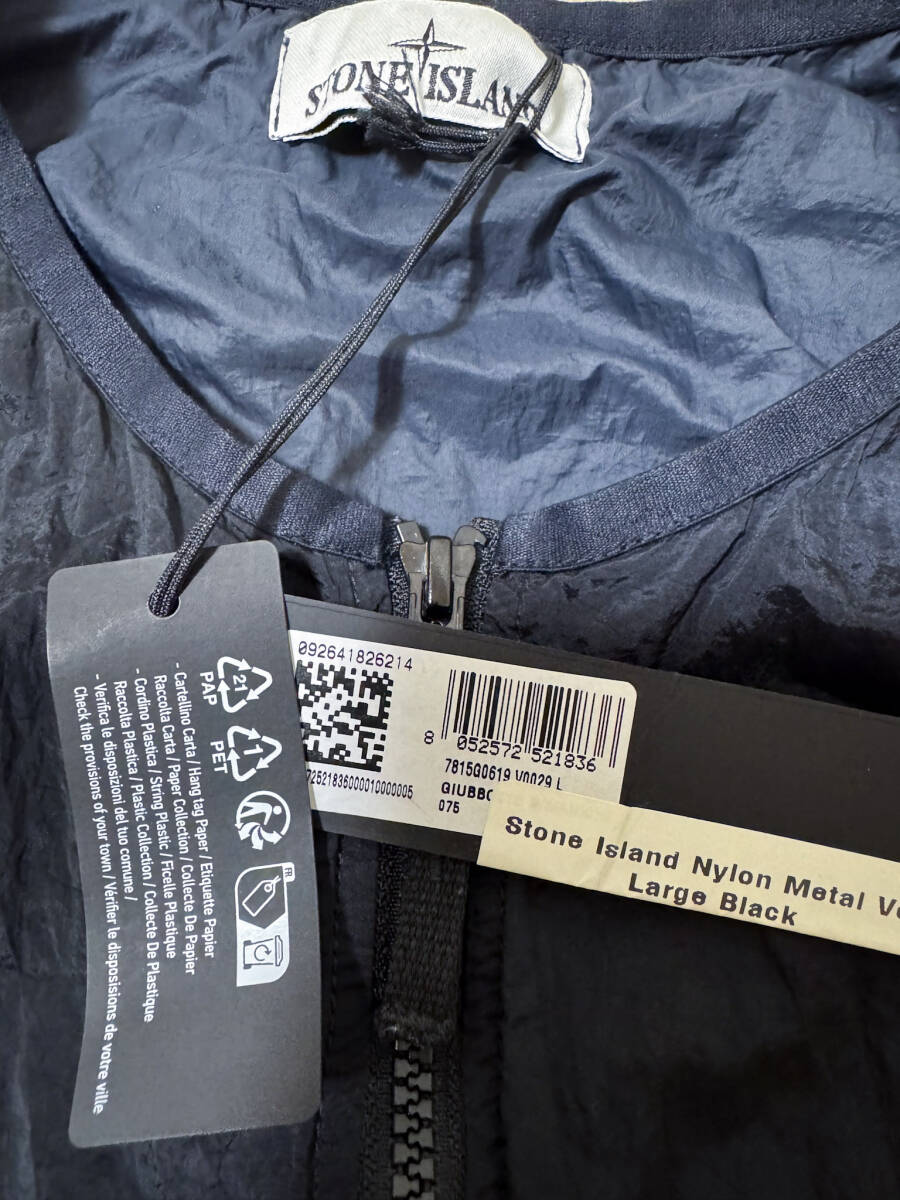 STONE ISLAND
21
PAP
1
PET
FR
- Cartellino Carta / Hang tag Paper / Etiquette Papier
Raccolta Carta / Paper Collection / Collecte De Papier
- Cordino Plastica / String Plastic / Ficelle Plastique
Raccolta Plastica / Plastic Collection / Collecte De Plastique
- Verifica le disposizioni del tuo comune /
Check the provisions of your town / Vérifier le disposisions de votre ville
092641826214
72521836000010000005
8 052572 521836
7815G0619 V0029 L
GIUBBO
075
Stone Island Nylon Metal
Large Black